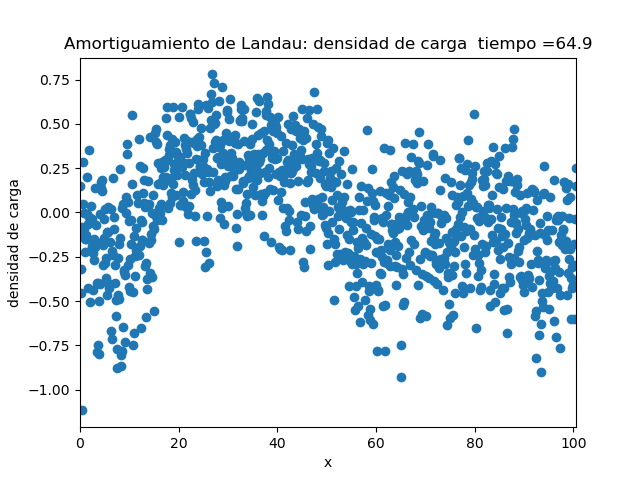 Amortiguamiento de Landau: densidad de carga  tiempo =64.9
0.75
0.50
0.25
0.00
−0.25
−0.50
−0.75
−1.00
densidad de carga
0 20 40 60 80 100
x